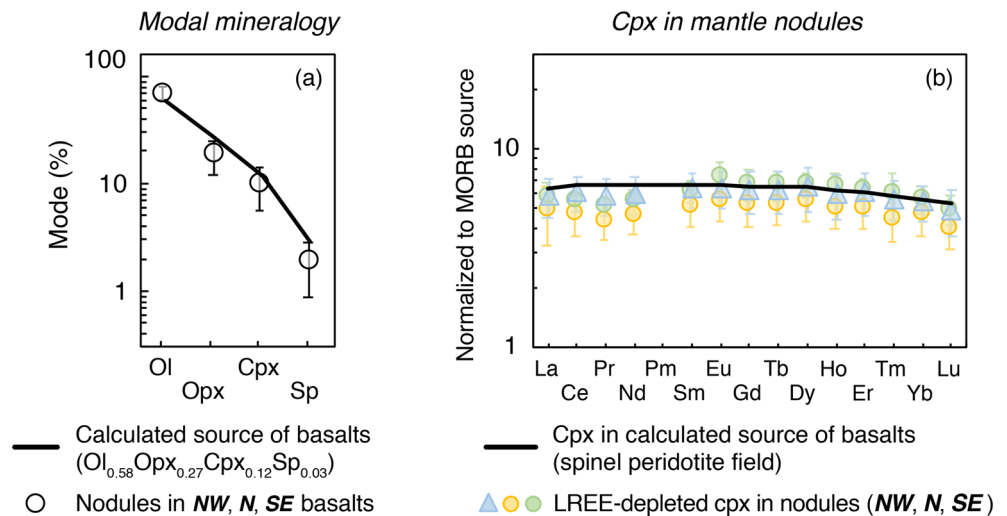 Modal mineralogy
Cpx in mantle nodules
(a)
Mode (%)
100
10
1
Ol
Opx
Cpx
Sp
Calculated source of basalts
(Ol0.58Opx0.27Cpx0.12Sp0.03)
Nodules in NW, N, SE basalts
(b)
Normalized to MORB source
10
1
La
Ce
Pr
Nd
Pm
Sm
Eu
Gd
Tb
Dy
Ho
Er
Tm
Yb
Lu
Cpx in calculated source of basalts
(spinel peridotite field)
LREE-depleted cpx in nodules (NW, N, SE)